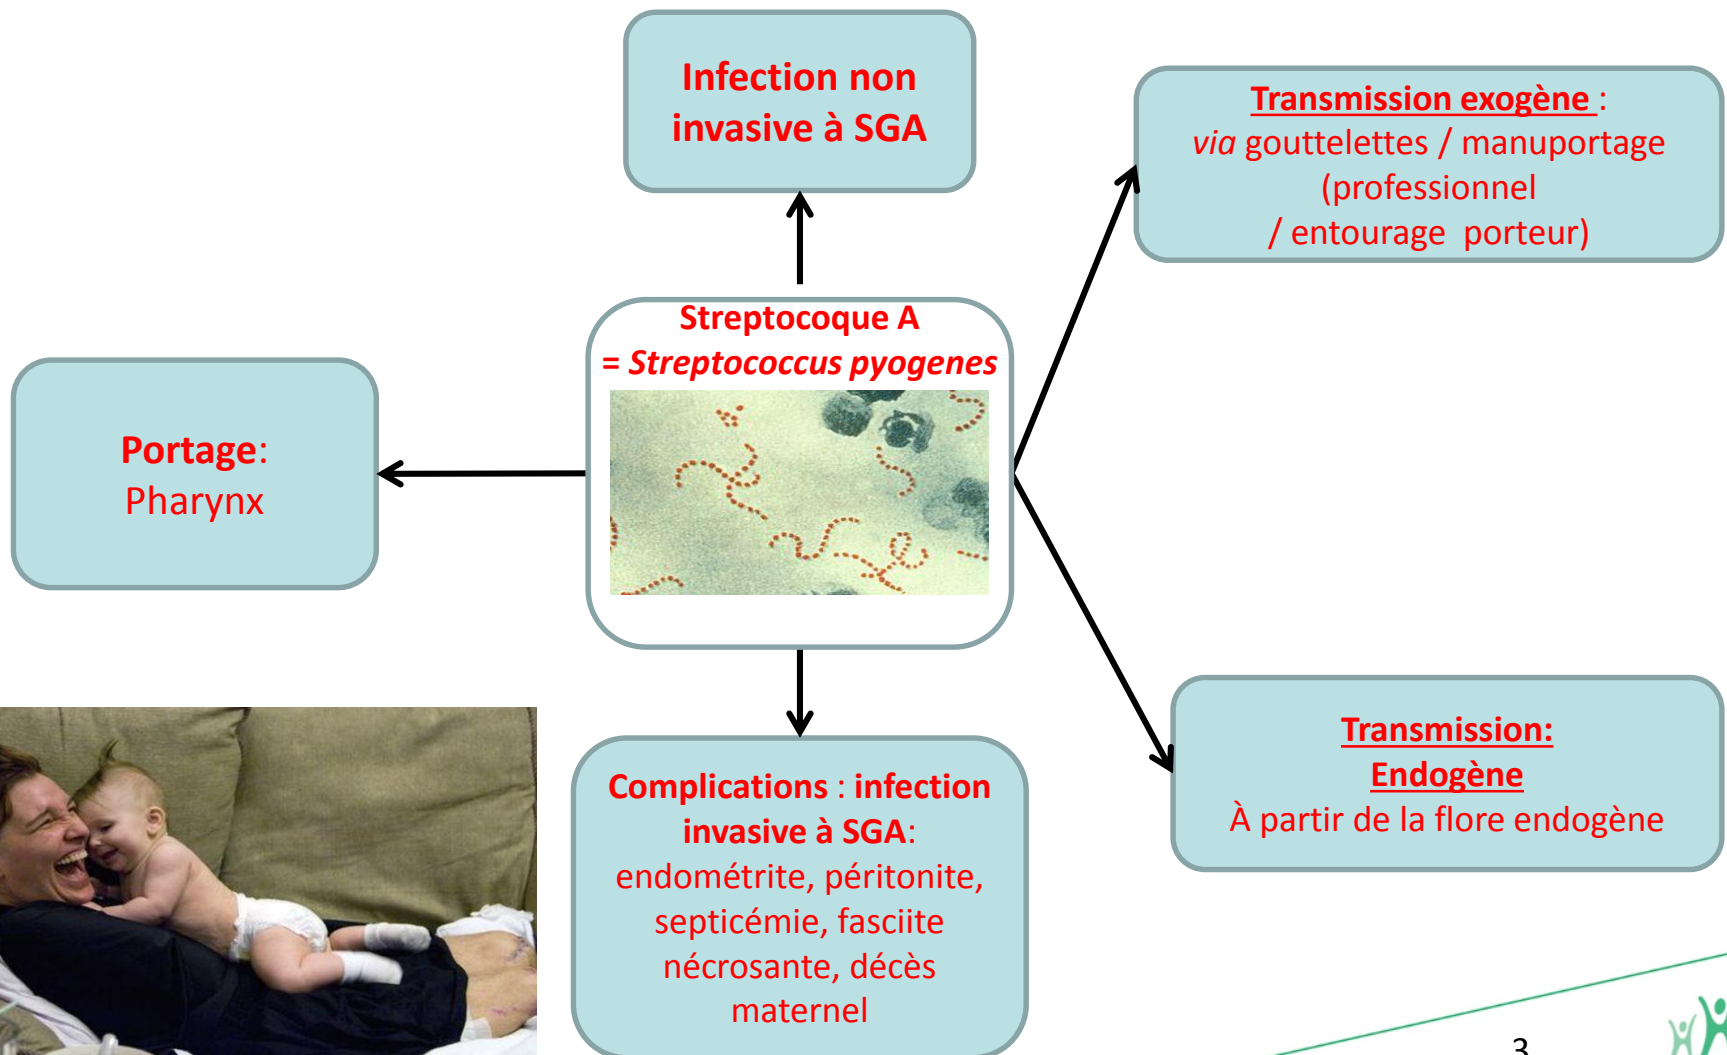 Infection non
invasive à SGA
Transmission exogène :
via gouttelettes / manuportage
(professionnel
/ entourage porteur)
Streptocoque A
= Streptococcus pyogenes
Portage:
Pharynx
Complications : infection
invasive à SGA:
endométrite, péritonite,
septicémie, fasciite
nécrosante, décès
maternel
Transmission:
Endogène
À partir de la flore endogène
3